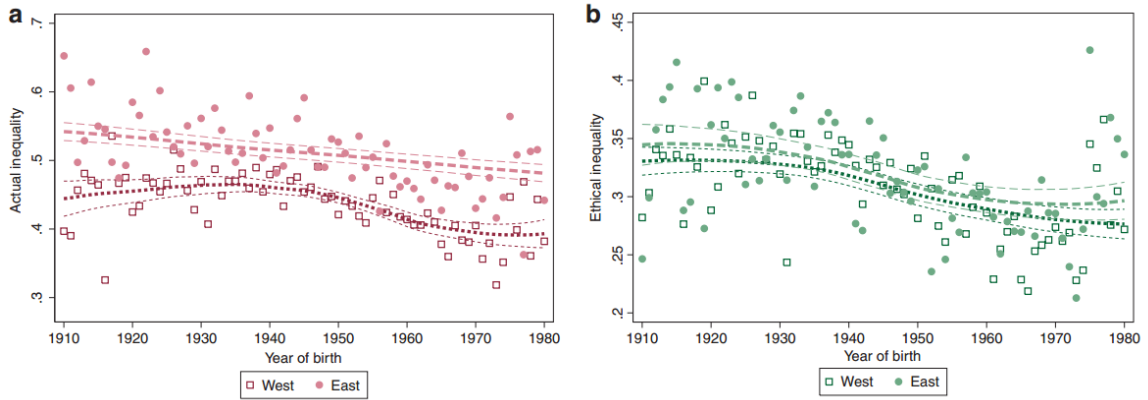 a
Actual inequality
.7
.6
.5
.4
.3
1910 1920 1930 1940 1950 1960 1970 1980
Year of birth
West East
b
Ethical inequality
.45
.4
.35
.3
.25
.2
1910 1920 1930 1940 1950 1960 1970 1980
Year of birth
West East